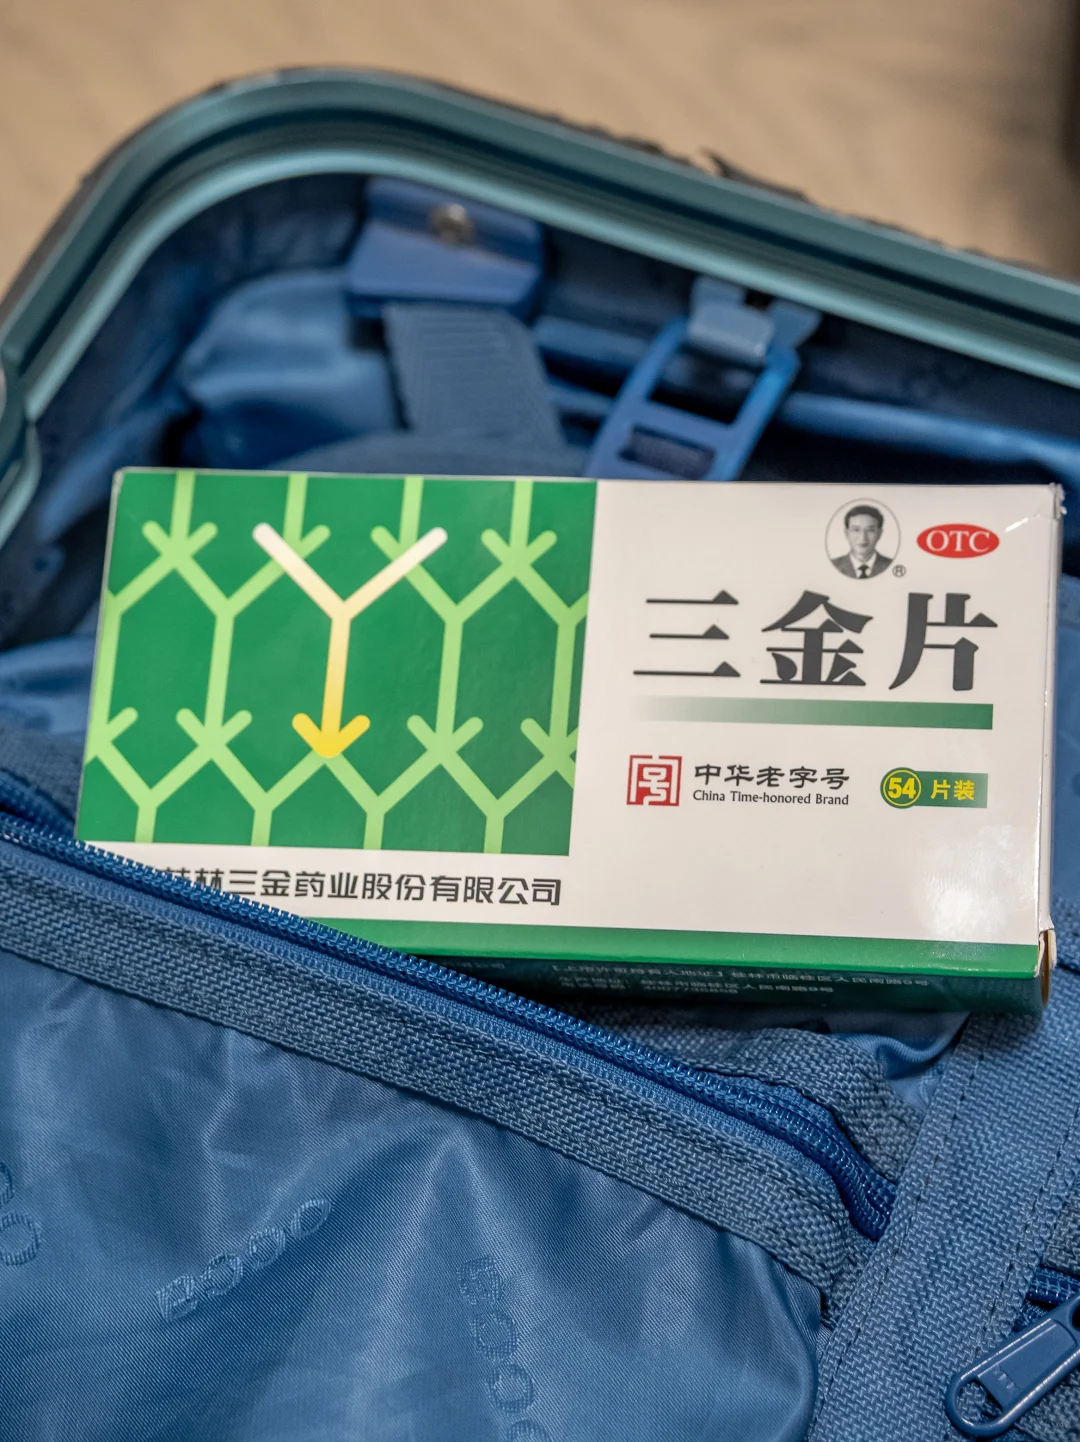 OTC
®
三金片
号
中华老字号
China Time-honored Brand
54 片装
桂林三金药业股份有限公司